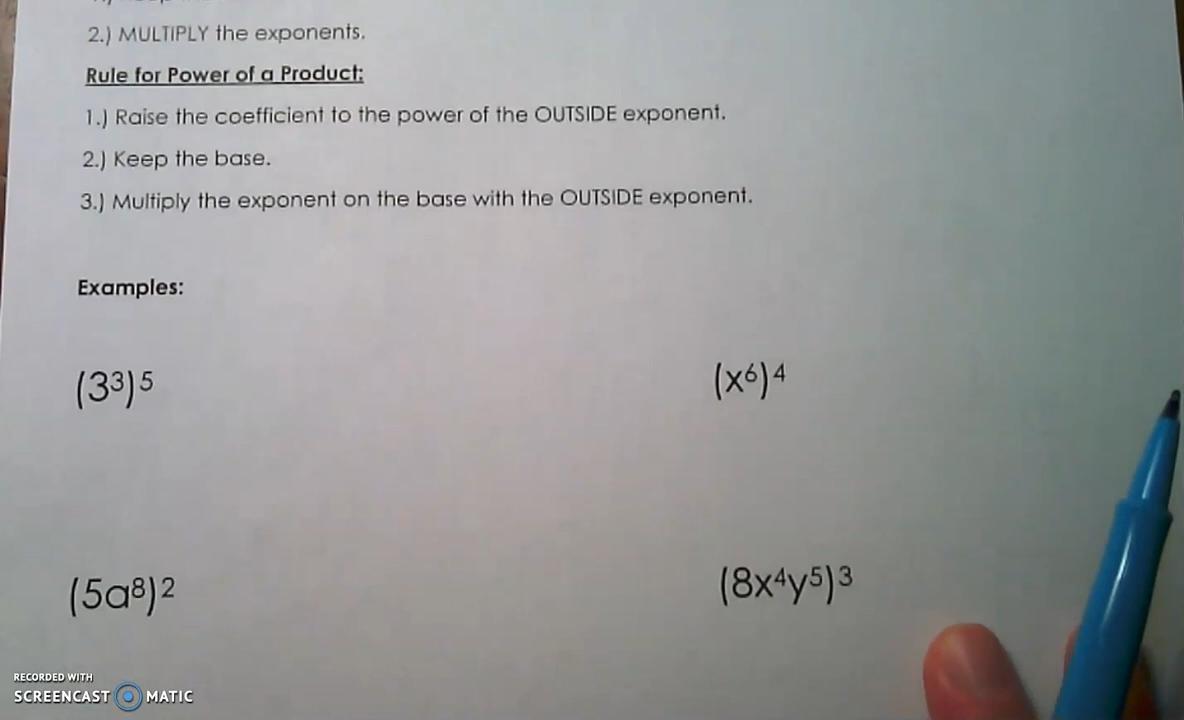 2.) MULTIPLY the exponents.
Rule for Power of a Product:
1.) Raise the coefficient to the power of the OUTSIDE exponent.
2.) Keep the base.
3.) Multiply the exponent on the base with the OUTSIDE exponent.
Examples:
(3³)⁵ (x⁶)⁴
(5a⁸)² (8x⁴y⁵)³
RECORDED WITH
SCREENCAST MATIC